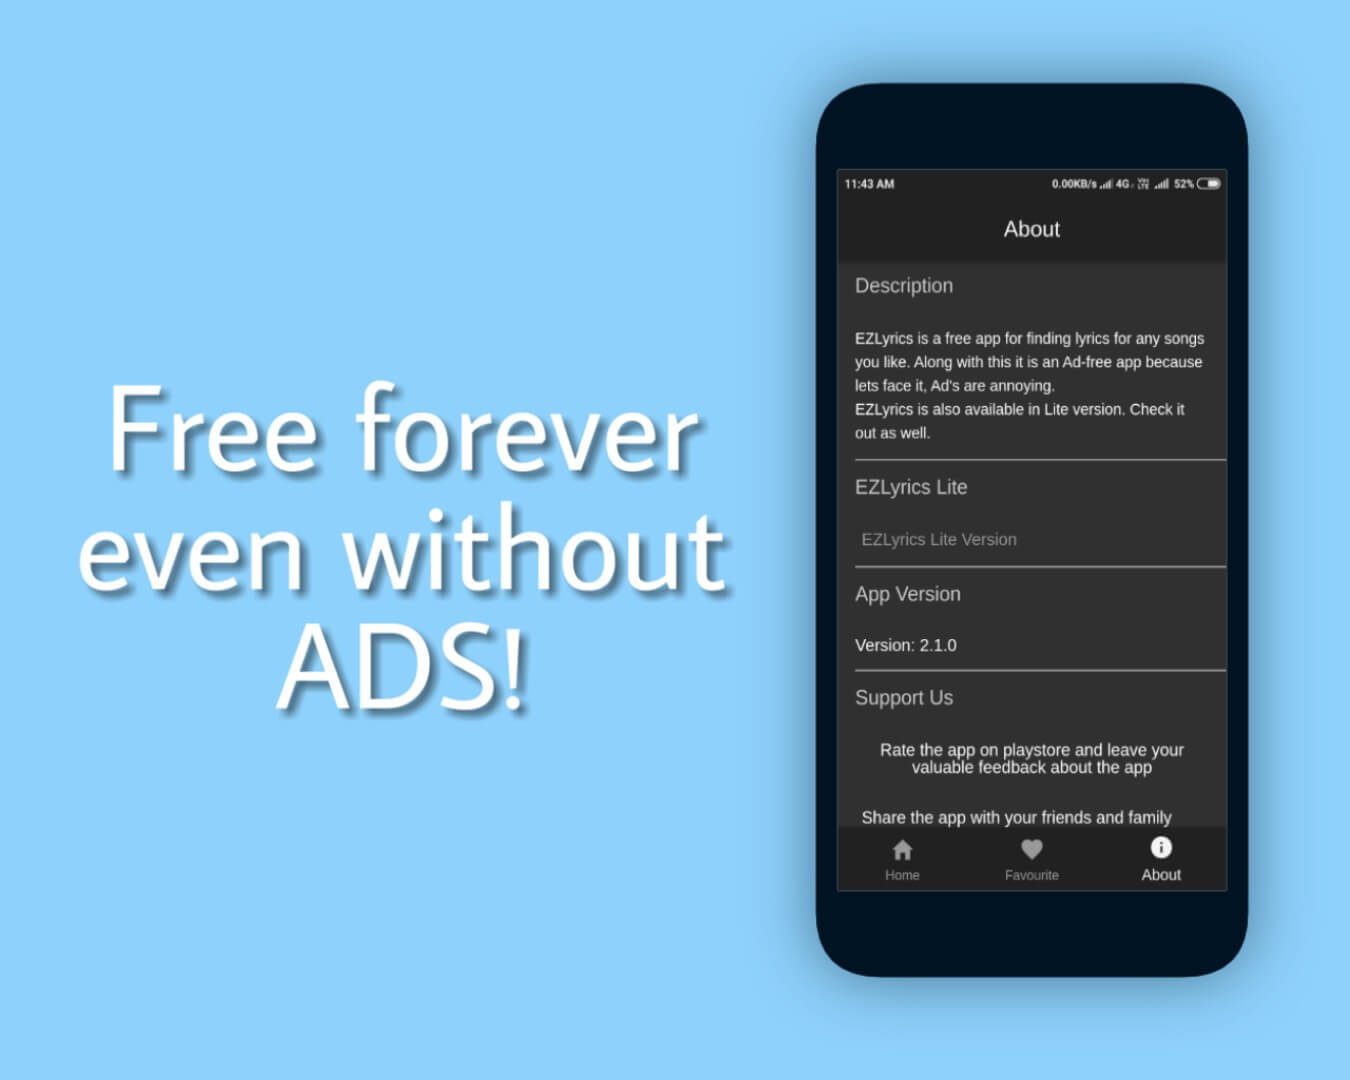 Free forever
even without
ADS!
11:43 AM
0.00KB/s 4G VoLTE 52%
About
Description
EZLyrics is a free app for finding lyrics for any songs
you like. Along with this it is an Ad-free app because
lets face it, Ad's are annoying.
EZLyrics is also available in Lite version. Check it
out as well.
EZLyrics Lite
EZLyrics Lite Version
App Version
Version: 2.1.0
Support Us
Rate the app on playstore and leave your
valuable feedback about the app
Share the app with your friends and family
Home
Favourite
About